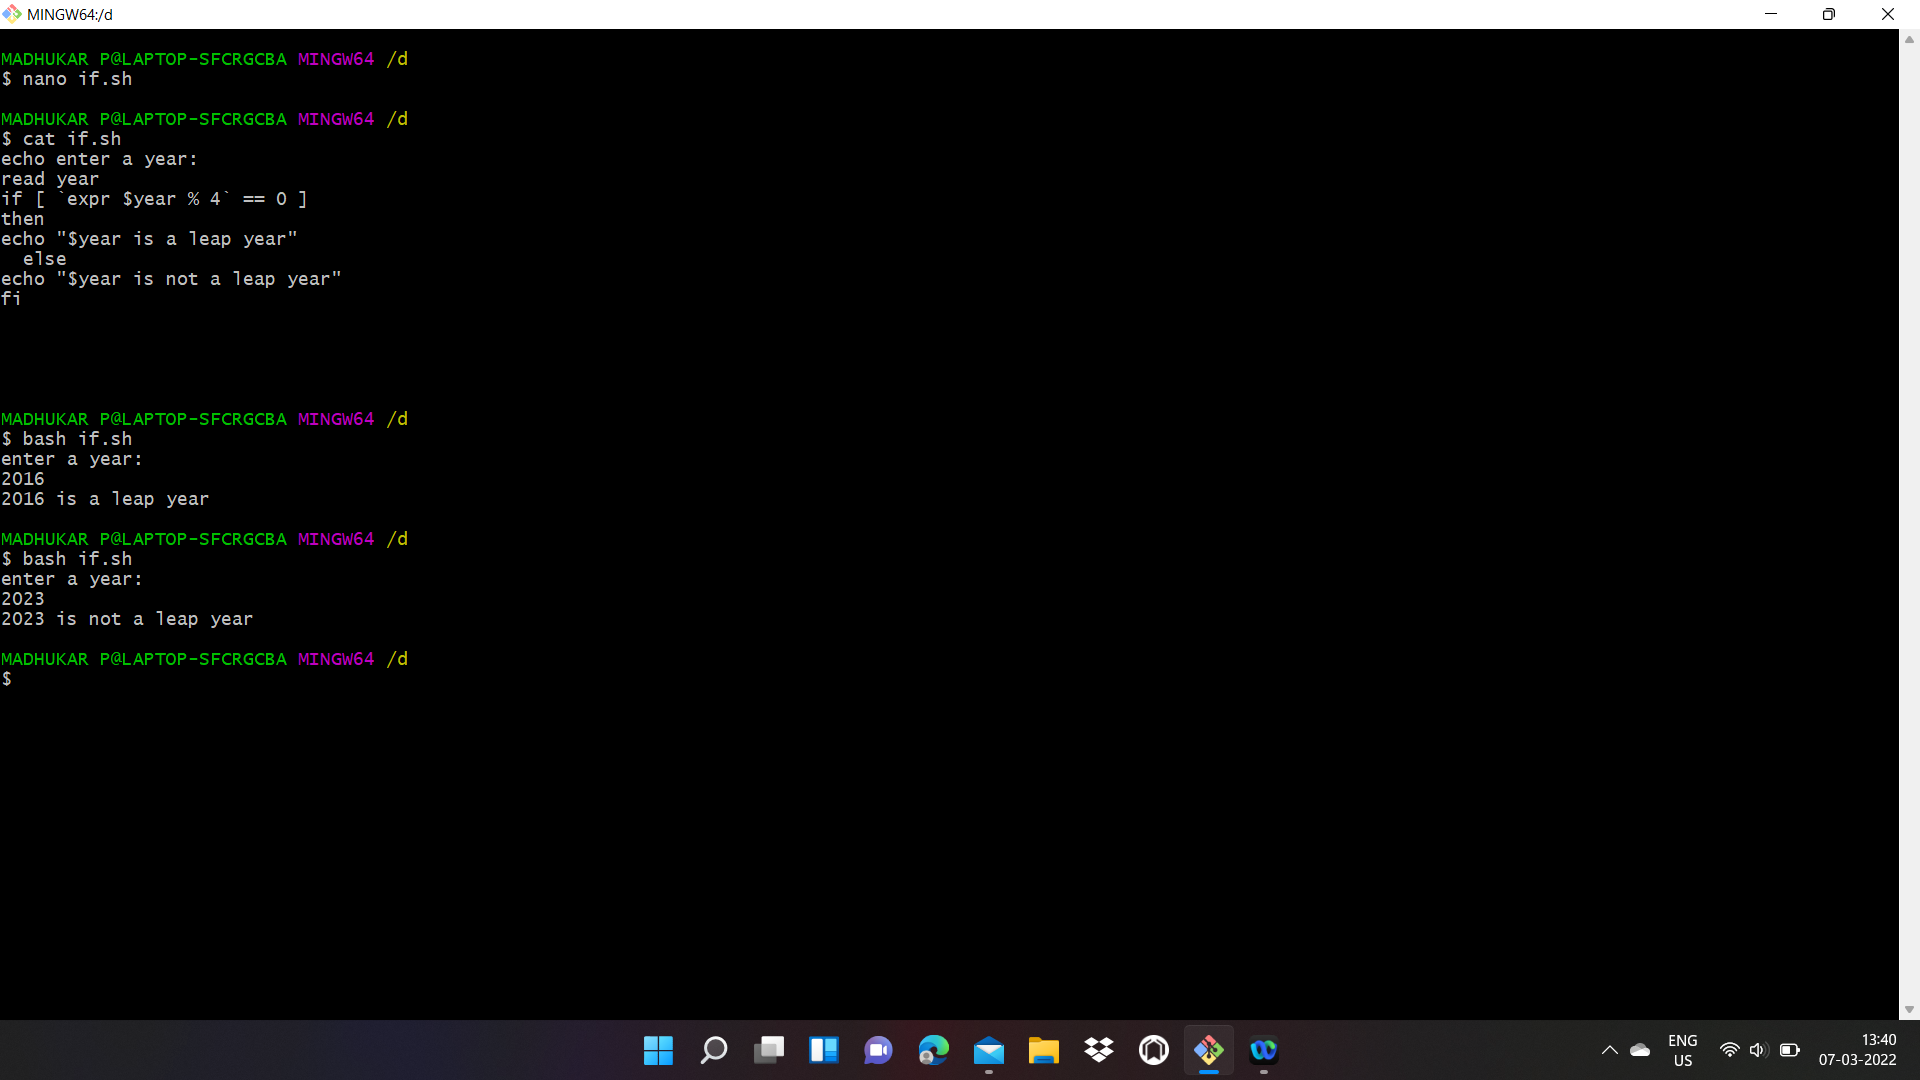 MINGW64:/d
MADHUKAR P@LAPTOP-SFCRGCBA MINGW64 /d
$ nano if.sh
MADHUKAR P@LAPTOP-SFCRGCBA MINGW64 /d
$ cat if.sh
echo enter a year:
read year
if [ `expr $year % 4` == 0 ]
then
echo "$year is a leap year"
  else
echo "$year is not a leap year"
fi
MADHUKAR P@LAPTOP-SFCRGCBA MINGW64 /d
$ bash if.sh
enter a year:
2016
2016 is a leap year
MADHUKAR P@LAPTOP-SFCRGCBA MINGW64 /d
$ bash if.sh
enter a year:
2023
2023 is not a leap year
MADHUKAR P@LAPTOP-SFCRGCBA MINGW64 /d
$
ENG
US
13:40
07-03-2022